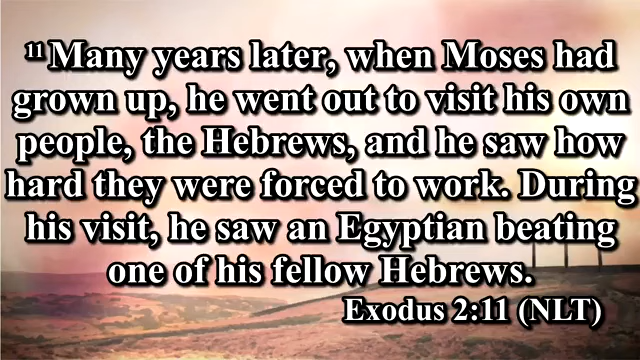 ¹¹ Many years later, when Moses had
grown up, he went out to visit his own
people, the Hebrews, and he saw how
hard they were forced to work. During
his visit, he saw an Egyptian beating
one of his fellow Hebrews.
Exodus 2:11 (NLT)